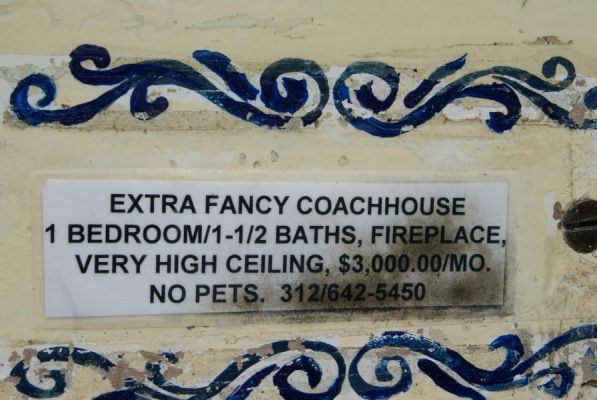 EXTRA FANCY COACHHOUSE
1 BEDROOM/1-1/2 BATHS, FIREPLACE,
VERY HIGH CEILING, $3,000.00/MO.
NO PETS.  312/642-5450